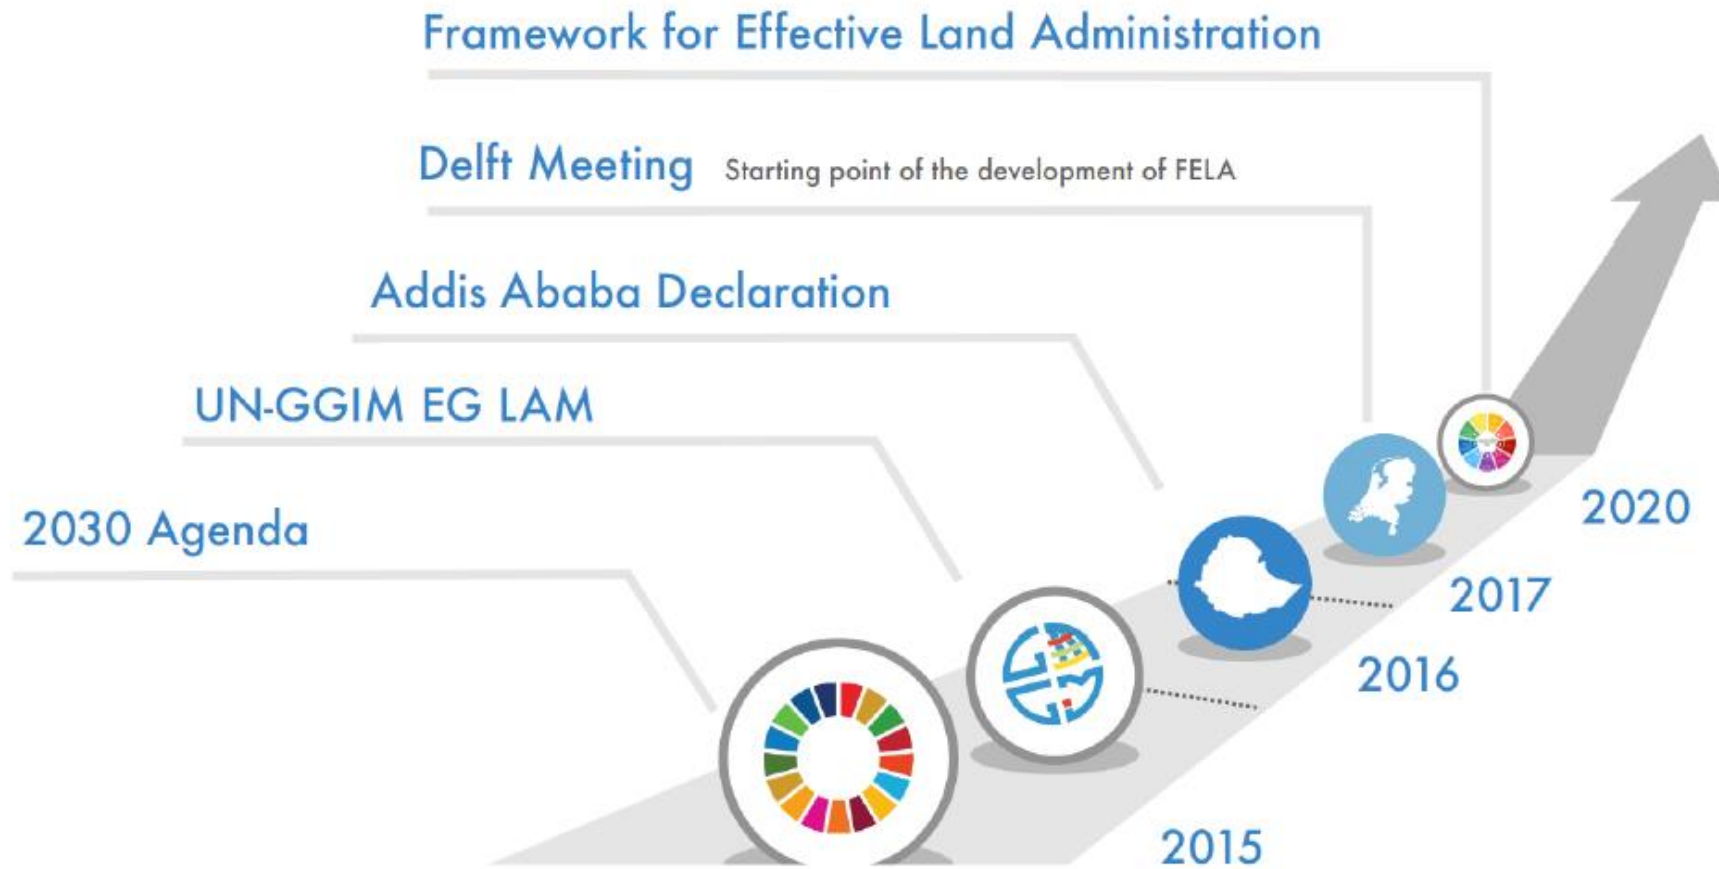 Framework for Effective Land Administration
Delft Meeting Starting point of the development of FELA
Addis Ababa Declaration
UN-GGIM EG LAM
2030 Agenda
2020
2017
2016
2015